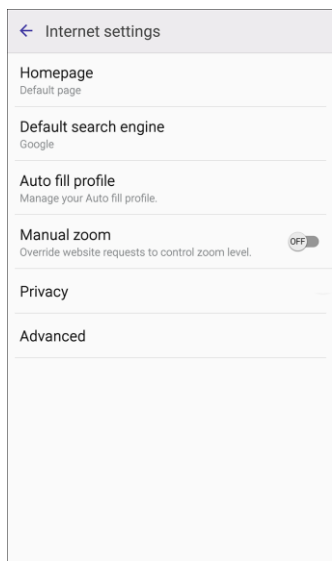 Internet settings
Homepage
Default page
Default search engine
Google
Auto fill profile
Manage your Auto fill profile.
Manual zoom
Override website requests to control zoom level.
OFF
Privacy
Advanced